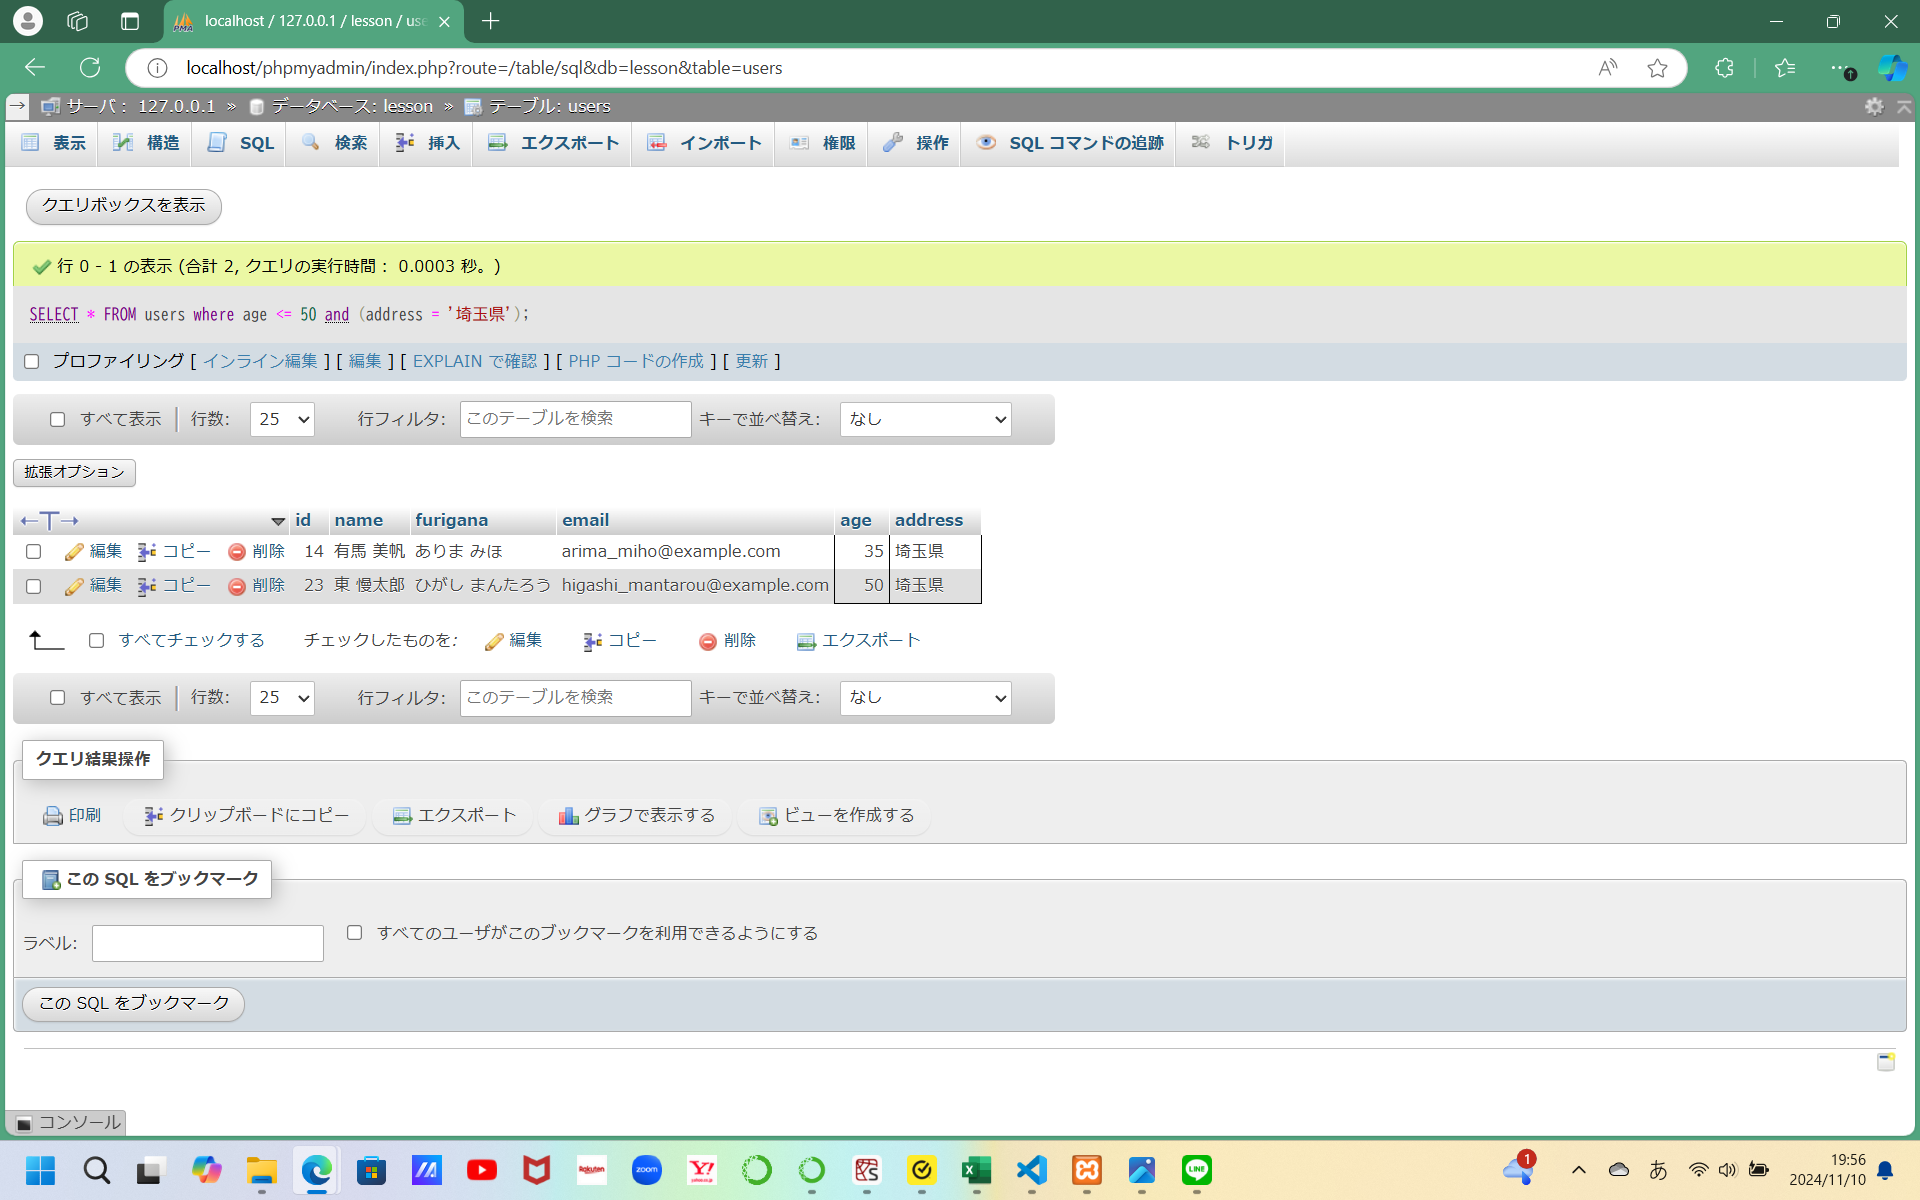 localhost / 127.0.0.1 / lesson / use
localhost/phpmyadmin/index.php?route=/table/sql&db=lesson&table=users
サーバ: 127.0.0.1 » データベース: lesson » テーブル: users
表示 構造 SQL 検索 挿入 エクスポート インポート 権限 操作 SQL コマンドの追跡 トリガ
クエリボックスを表示
行 0 - 1 の表示 (合計 2, クエリの実行時間: 0.0003 秒。)
SELECT * FROM users where age <= 50 and (address = '埼玉県');
プロファイリング [ インライン編集 ] [ 編集 ] [ EXPLAIN で確認 ] [ PHP コードの作成 ] [ 更新 ]
すべて表示 行数: 25 行フィルタ: このテーブルを検索 キーで並べ替え: なし
拡張オプション
←T→ id name furigana email age address
編集 コピー 削除 14 有馬 美帆 ありま みほ arima_miho@example.com 35 埼玉県
編集 コピー 削除 23 東 慢太郎 ひがし まんたろう higashi_mantarou@example.com 50 埼玉県
すべてチェックする チェックしたものを: 編集 コピー 削除 エクスポート
すべて表示 行数: 25 行フィルタ: このテーブルを検索 キーで並べ替え: なし
クエリ結果操作
印刷 クリップボードにコピー エクスポート グラフで表示する ビューを作成する
この SQL をブックマーク
ラベル: すべてのユーザがこのブックマークを利用できるようにする
この SQL をブックマーク
コンソール
Rakuten zoom Y! LINE 1 あ 19:56
2024/11/10